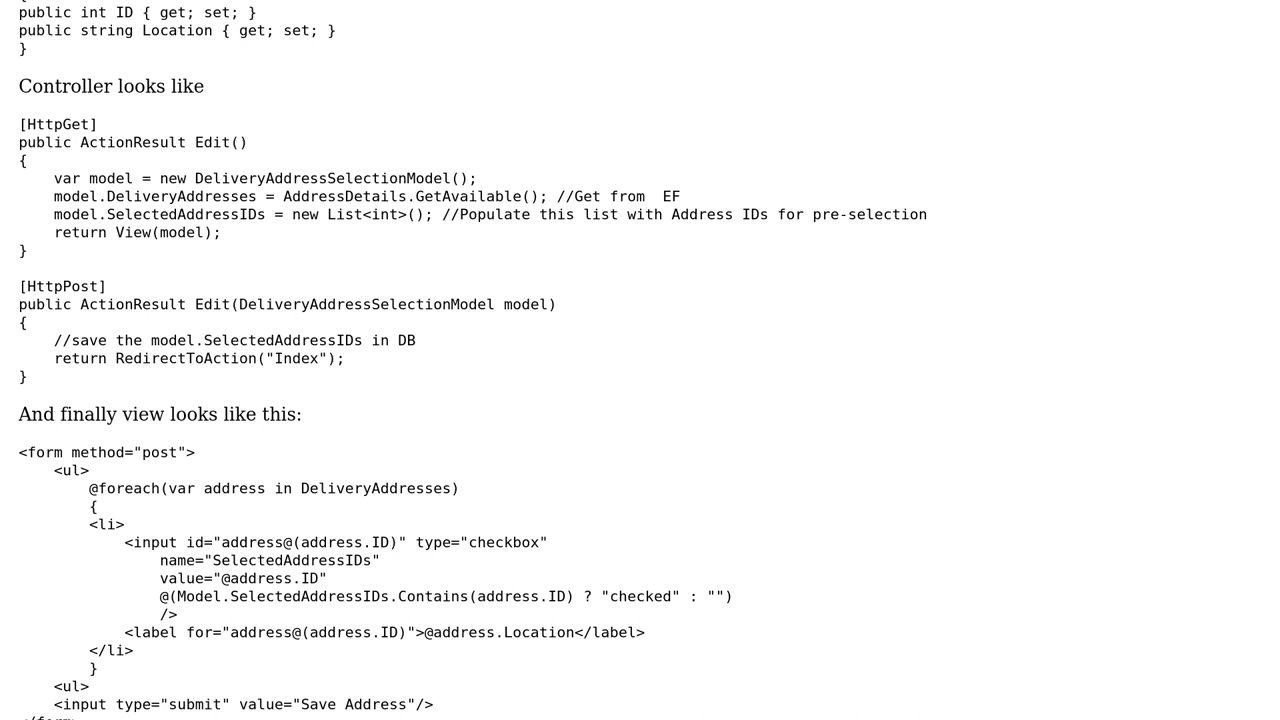 public int ID { get; set; }
public string Location { get; set; }
}
Controller looks like
[HttpGet]
public ActionResult Edit()
{
    var model = new DeliveryAddressSelectionModel();
    model.DeliveryAddresses = AddressDetails.GetAvailable(); //Get from  EF
    model.SelectedAddressIDs = new List<int>(); //Populate this list with Address IDs for pre-selection
    return View(model);
}
[HttpPost]
public ActionResult Edit(DeliveryAddressSelectionModel model)
{
    //save the model.SelectedAddressIDs in DB
    return RedirectToAction("Index");
}
And finally view looks like this:
<form method="post">
    <ul>
        @foreach(var address in DeliveryAddresses)
        {
        <li>
            <input id="address@(address.ID)" type="checkbox"
                name="SelectedAddressIDs"
                value="@address.ID"
                @(Model.SelectedAddressIDs.Contains(address.ID) ? "checked" : "")
                />
            <label for="address@(address.ID)">@address.Location</label>
        </li>
        }
    <ul>
    <input type="submit" value="Save Address"/>